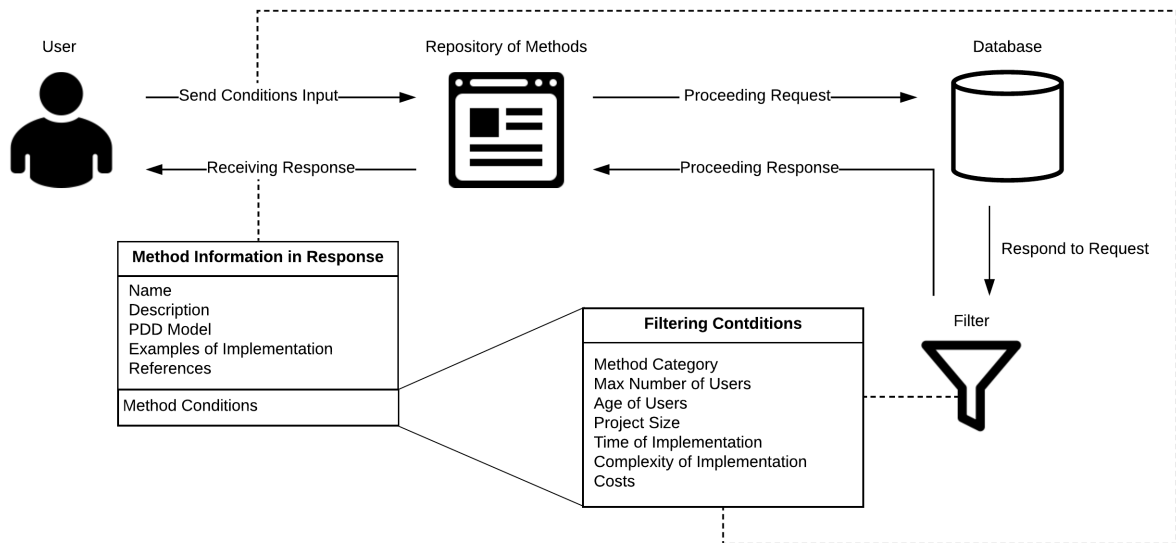 User
Repository of Methods
Database
Send Conditions Input
Proceeding Request
Receiving Response
Proceeding Response
Respond to Request
Method Information in Response
Name
Description
PDD Model
Examples of Implementation
References
Method Conditions
Filtering Contditions
Method Category
Max Number of Users
Age of Users
Project Size
Time of Implementation
Complexity of Implementation
Costs
Filter